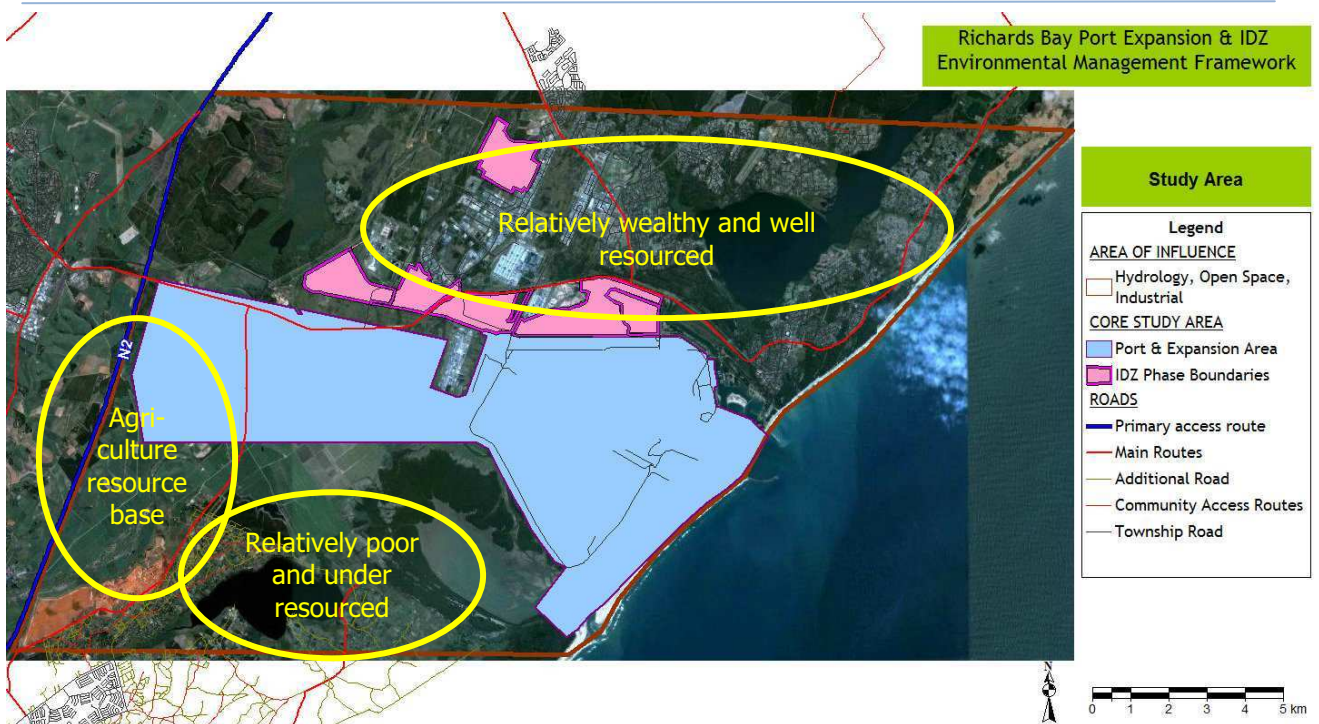 Richards Bay Port Expansion & IDZ
Environmental Management Framework
Study Area
Legend
AREA OF INFLUENCE
Hydrology, Open Space,
Industrial
CORE STUDY AREA
Port & Expansion Area
IDZ Phase Boundaries
ROADS
Primary access route
Main Routes
Additional Road
Community Access Routes
Township Road
Relatively wealthy and well
resourced
N2
Agri-
culture
resource
base
Relatively poor
and under
resourced
N
0 1 2 3 4 5 km